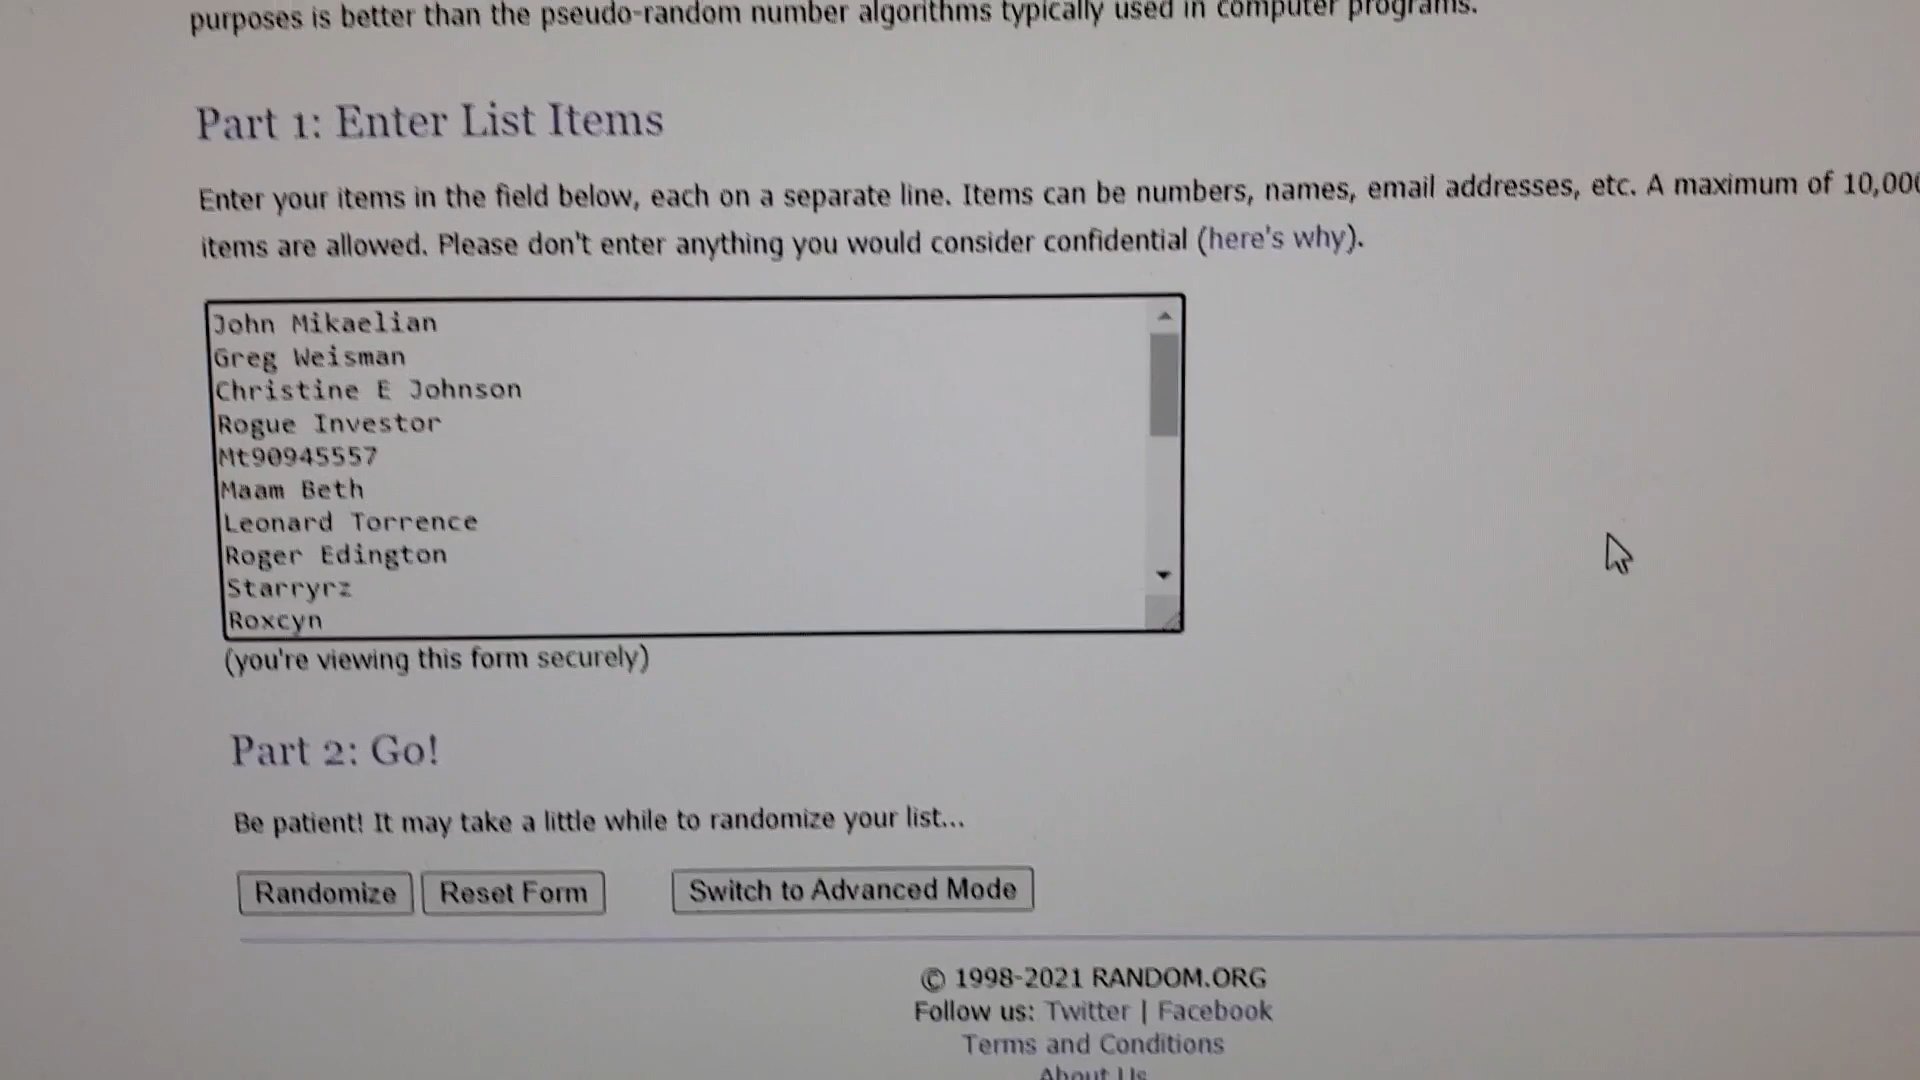 purposes is better than the pseudo-random number algorithms typically used in computer programs.
Part 1: Enter List Items
Enter your items in the field below, each on a separate line. Items can be numbers, names, email addresses, etc. A maximum of 10,000
items are allowed. Please don't enter anything you would consider confidential (here's why).
John Mikaelian
Greg Weisman
Christine E Johnson
Rogue Investor
Mt90945557
Maam Beth
Leonard Torrence
Roger Edington
Starryrz
Roxcyn
(you're viewing this form securely)
Part 2: Go!
Be patient! It may take a little while to randomize your list...
Randomize Reset Form Switch to Advanced Mode
© 1998-2021 RANDOM.ORG
Follow us: Twitter | Facebook
Terms and Conditions
About Us